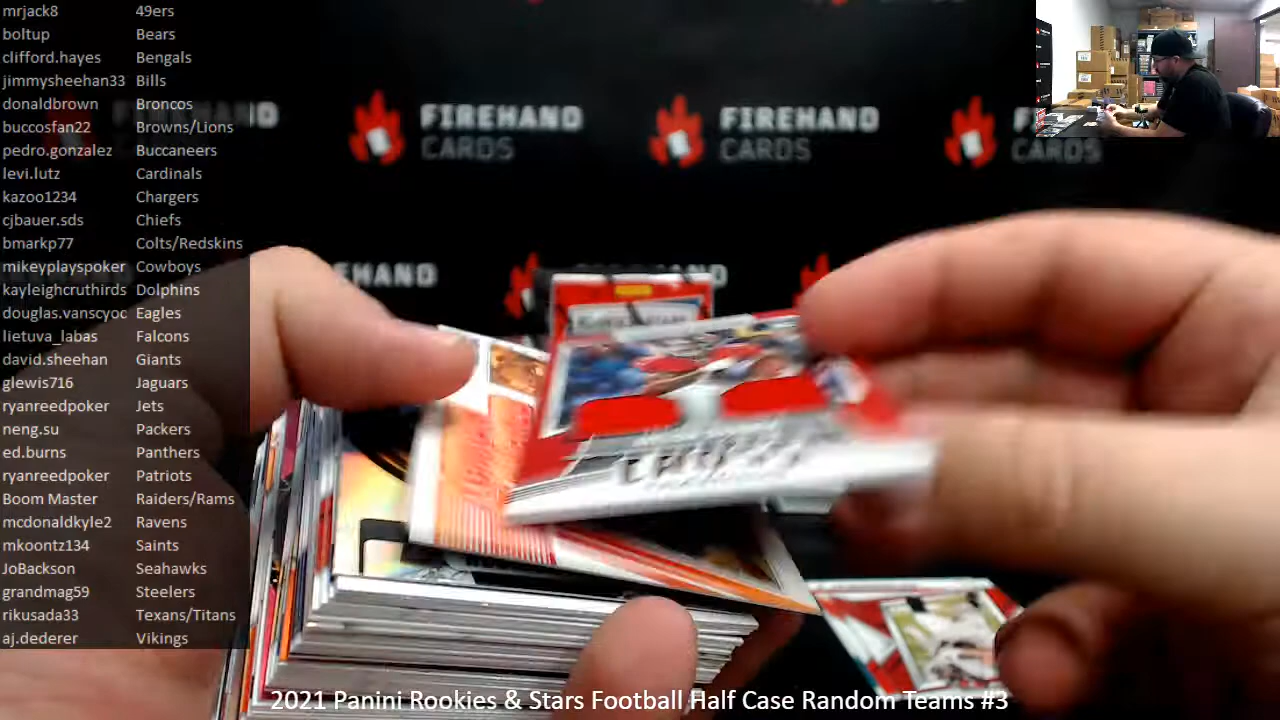 mrjack8 49ers
boltup Bears
clifford.hayes Bengals
jimmysheehan33 Bills
donaldbrown Broncos
buccosfan22 Browns/Lions
pedro.gonzalez Buccaneers
levi.lutz Cardinals
kazoo1234 Chargers
cjbauer.sds Chiefs
bmarkp77 Colts/Redskins
mikeyplayspoker Cowboys
kayleighcruthirds Dolphins
douglas.vanscyoc Eagles
lietuva_labas Falcons
david.sheehan Giants
glewis716 Jaguars
ryanreedpoker Jets
neng.su Packers
ed.burns Panthers
ryanreedpoker Patriots
Boom Master Raiders/Rams
mcdonaldkyle2 Ravens
mkoontz134 Saints
JoBackson Seahawks
grandmag59 Steelers
rikusada33 Texans/Titans
aj.dederer Vikings
FIREHAND
CARDS
FIREHAND
CARDS
CARDS
2021 Panini Rookies & Stars Football Half Case Random Teams #3